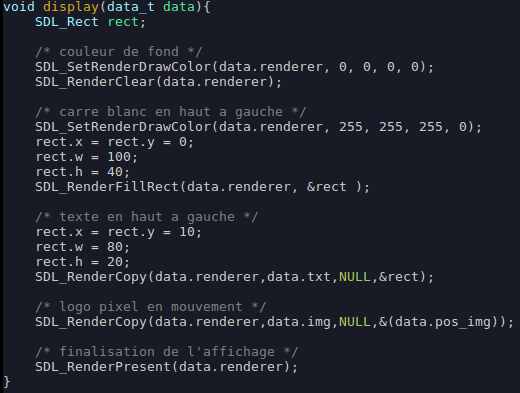 void display(data_t data){
    SDL_Rect rect;

    /* couleur de fond */
    SDL_SetRenderDrawColor(data.renderer, 0, 0, 0, 0);
    SDL_RenderClear(data.renderer);

    /* carre blanc en haut a gauche */
    SDL_SetRenderDrawColor(data.renderer, 255, 255, 255, 0);
    rect.x = rect.y = 0;
    rect.w = 100;
    rect.h = 40;
    SDL_RenderFillRect(data.renderer, &rect );

    /* texte en haut a gauche */
    rect.x = rect.y = 10;
    rect.w = 80;
    rect.h = 20;
    SDL_RenderCopy(data.renderer,data.txt,NULL,&rect);

    /* logo pixel en mouvement */
    SDL_RenderCopy(data.renderer,data.img,NULL,&(data.pos_img));

    /* finalisation de l'affichage */
    SDL_RenderPresent(data.renderer);
}